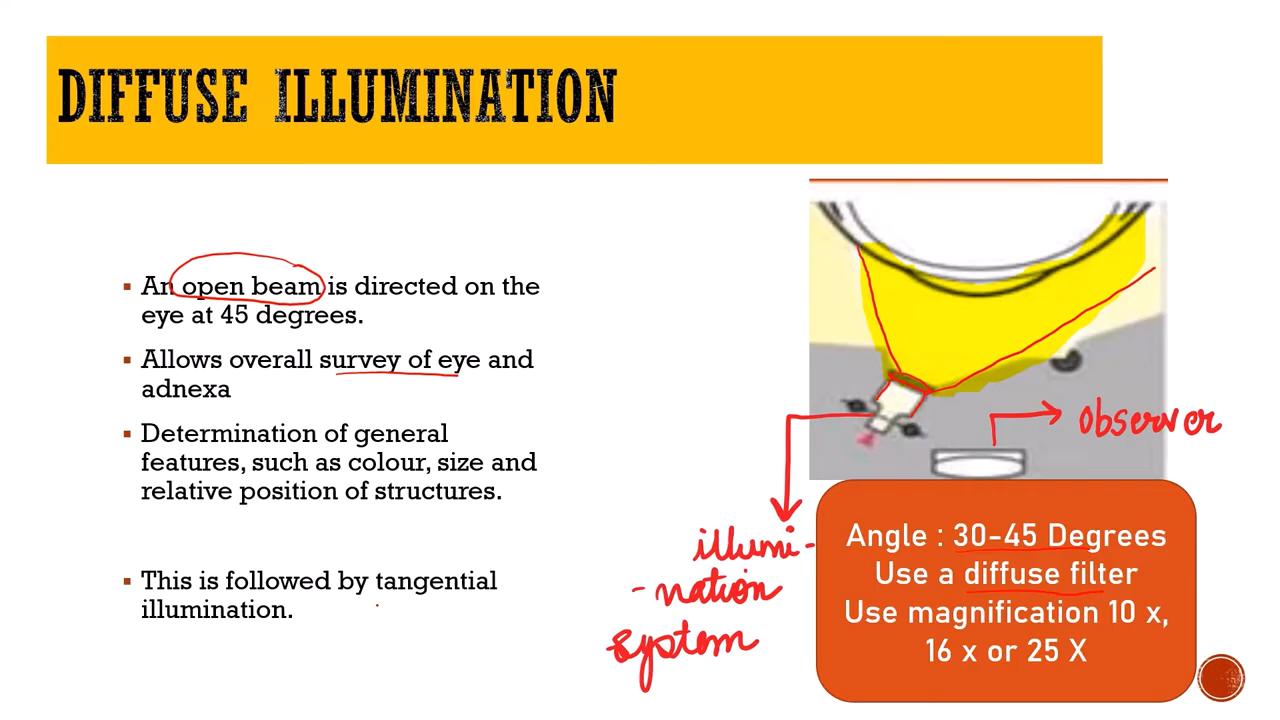 DIFFUSE ILLUMINATION
▪ An open beam is directed on the
eye at 45 degrees.
▪ Allows overall survey of eye and
adnexa
▪ Determination of general
features, such as colour, size and
relative position of structures.
▪ This is followed by tangential
illumination.
observer
illumi-
-nation
system
Angle : 30-45 Degrees
Use a diffuse filter
Use magnification 10 x,
16 x or 25 X